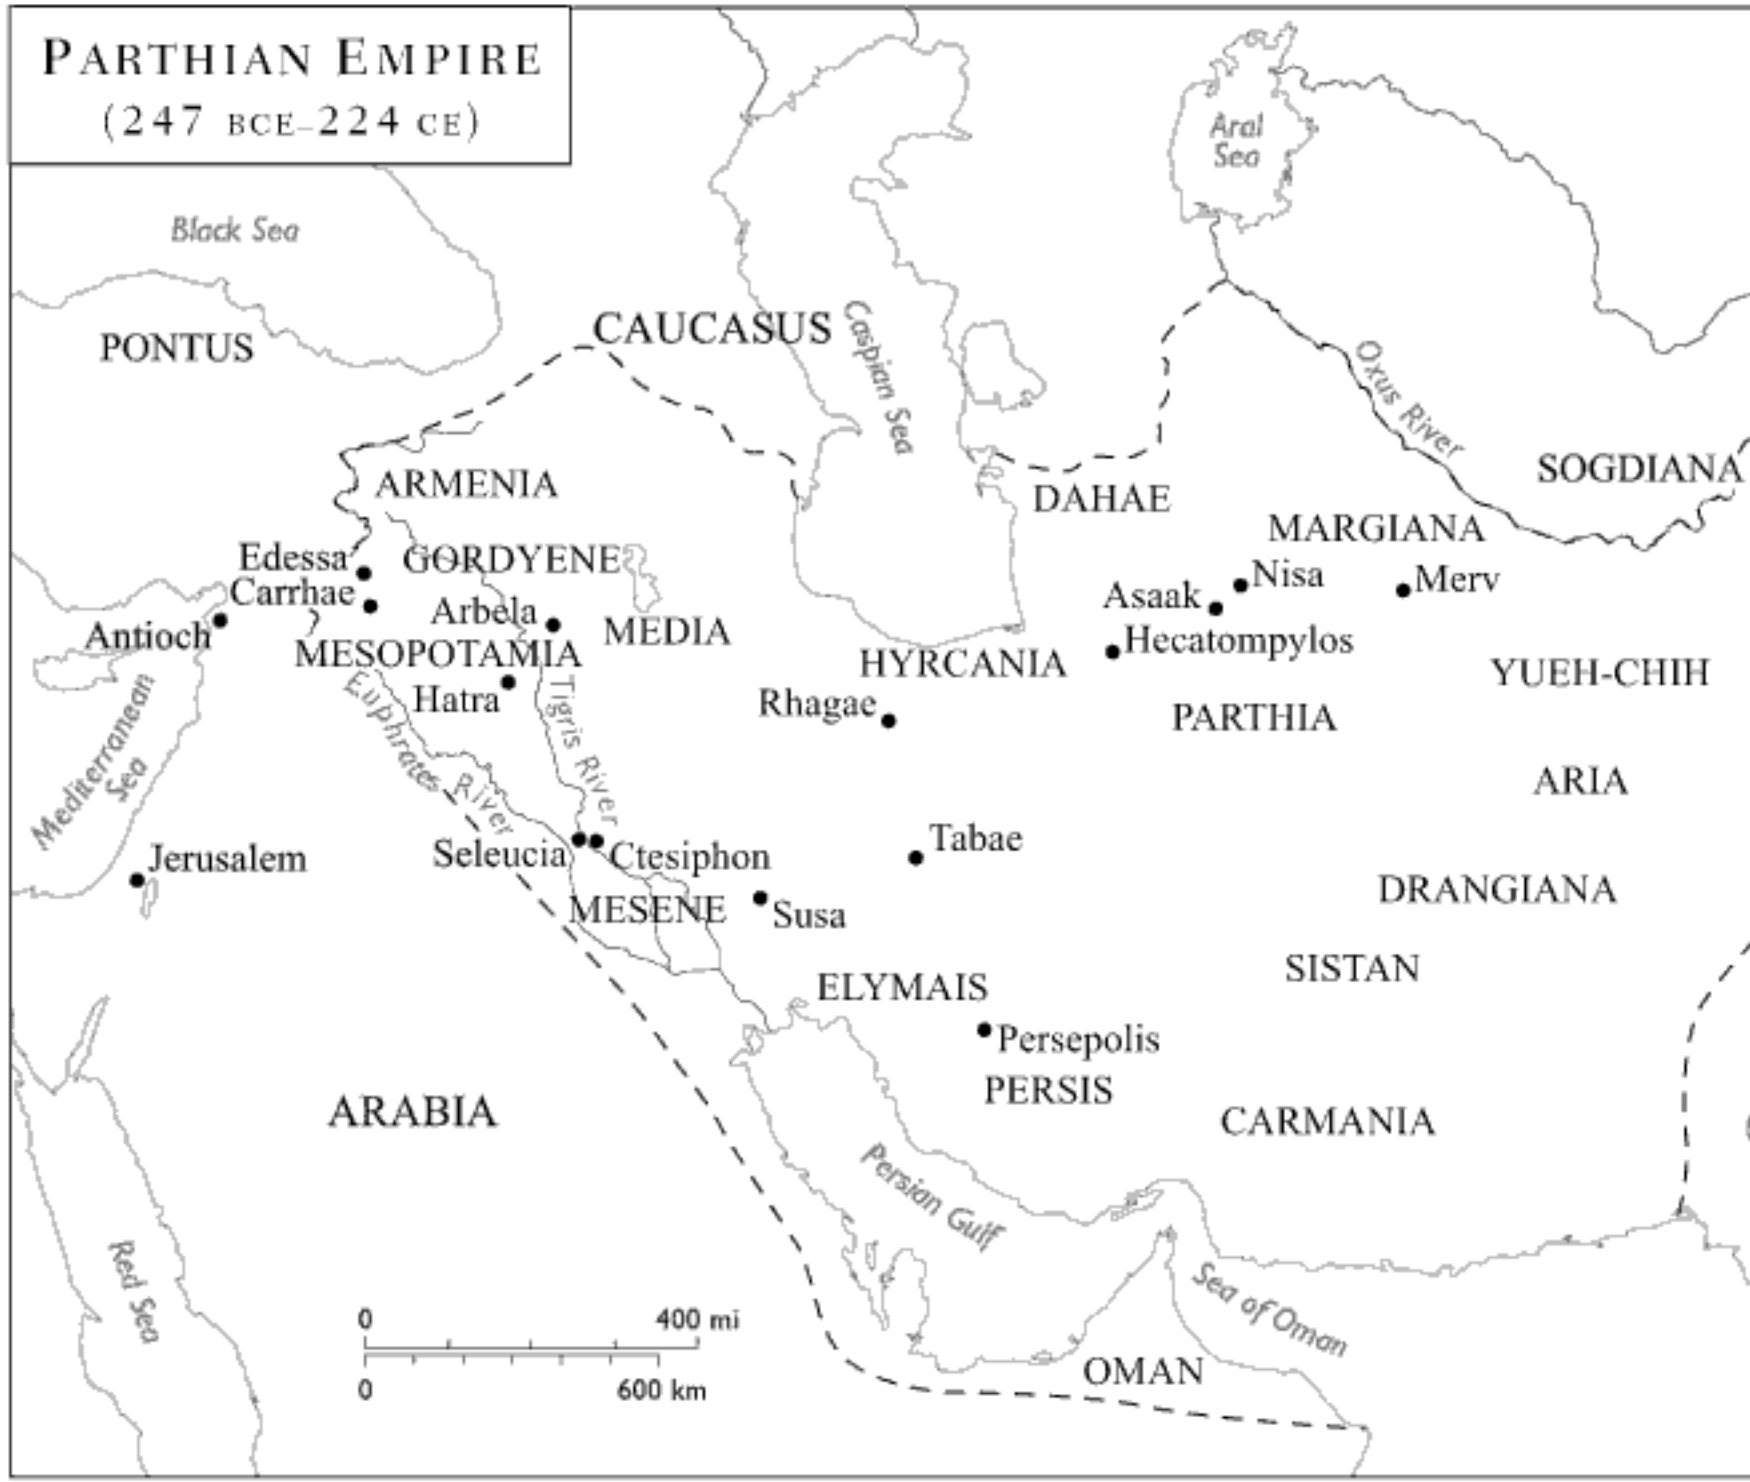 PARTHIAN EMPIRE
(247 BCE–224 CE)
Aral
Sea
Black Sea
CAUCASUS
PONTUS
Caspian Sea
Oxus River
SOGDIANA
ARMENIA
DAHAE
MARGIANA
Edessa
GORDYENE
Nisa
Merv
Carrhae
Asaak
Arbela
Antioch
MEDIA
Hecatompylos
MESOPOTAMIA
HYRCANIA
YUEH-CHIH
Hatra
Rhagae
PARTHIA
Euphrates River
Tigris River
Mediterranean
Sea
ARIA
Tabae
Jerusalem
Seleucia
Ctesiphon
DRANGIANA
MESENE
Susa
SISTAN
ELYMAIS
Persepolis
PERSIS
ARABIA
CARMANIA
Persian Gulf
Red Sea
Sea of Oman
0 400 mi
OMAN
0 600 km